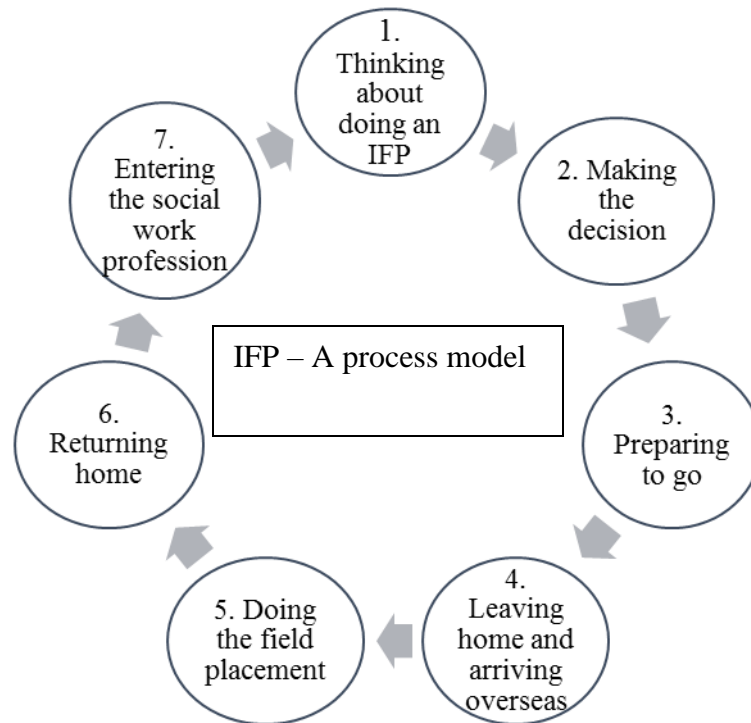 1.
Thinking
about
doing an
IFP
2. Making
the
decision
3.
Preparing
to go
4.
Leaving
home and
arriving
overseas
5. Doing
the field
placement
6.
Returning
home
7.
Entering
the social
work
profession
IFP – A process model